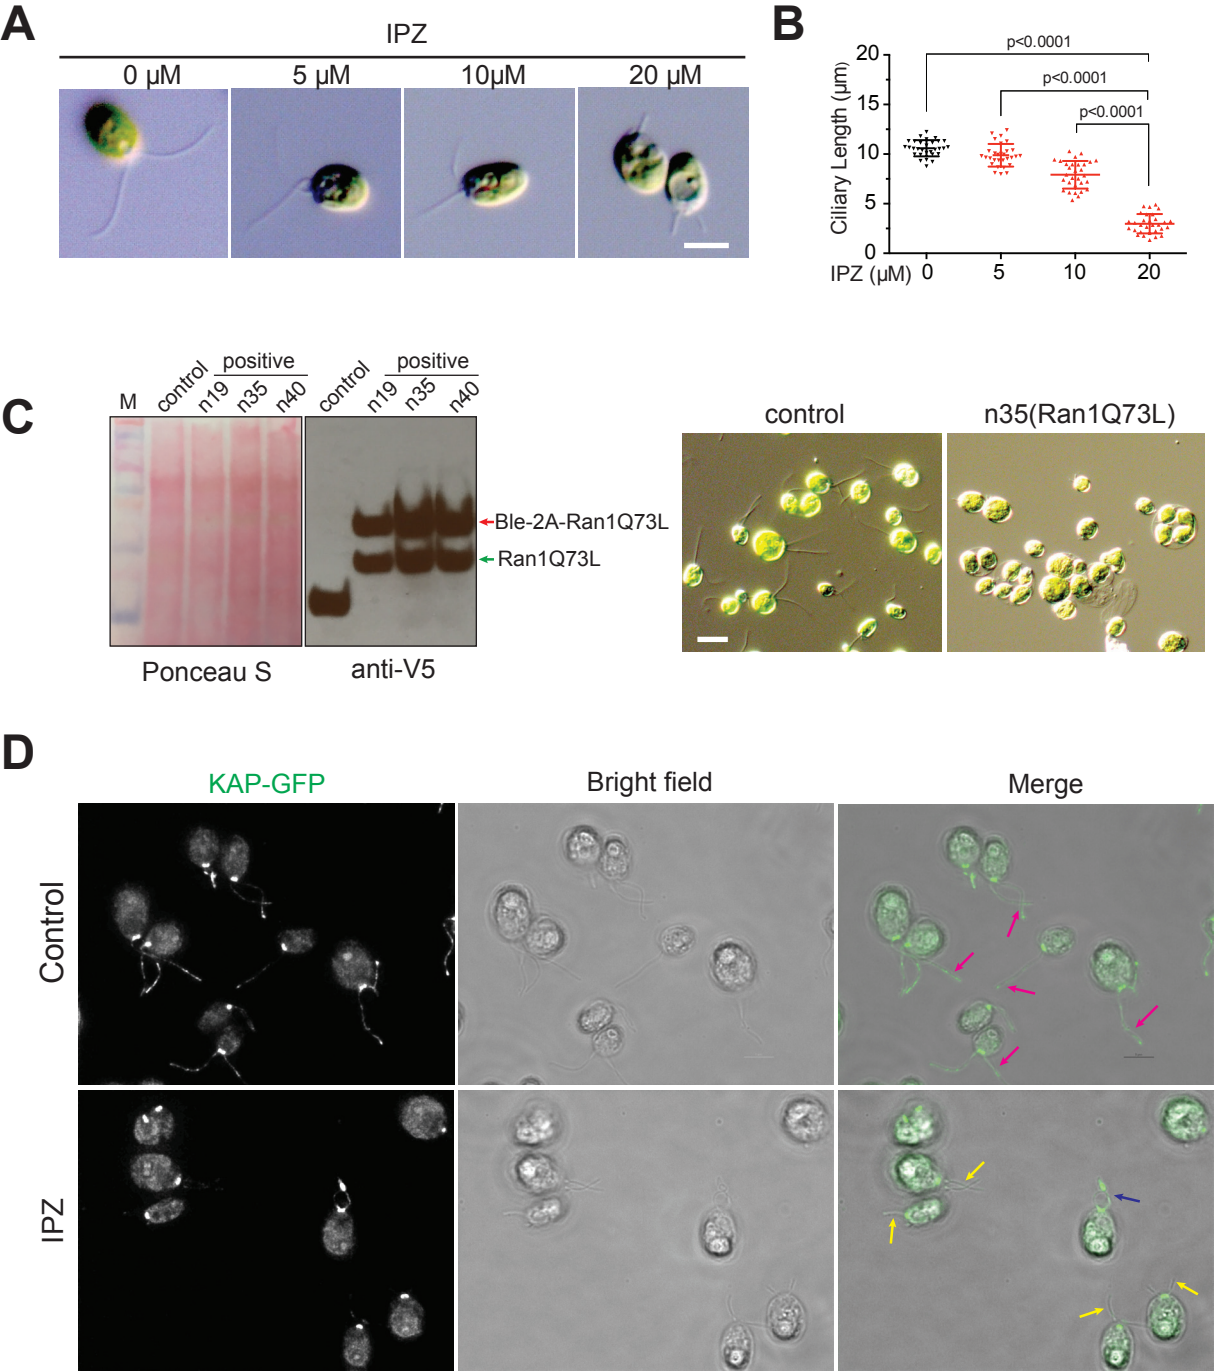 A
IPZ
0 µM
5 µM
10µM
20 µM
B
p<0.0001
p<0.0001
p<0.0001
Ciliary Length (µm)
20
15
10
5
0
IPZ (µM) 0 5 10 20
C
M
control
positive
n19
n35
n40
control
positive
n19
n35
n40
Ble-2A-Ran1Q73L
Ran1Q73L
Ponceau S
anti-V5
control
n35(Ran1Q73L)
D
KAP-GFP
Bright field
Merge
Control
IPZ